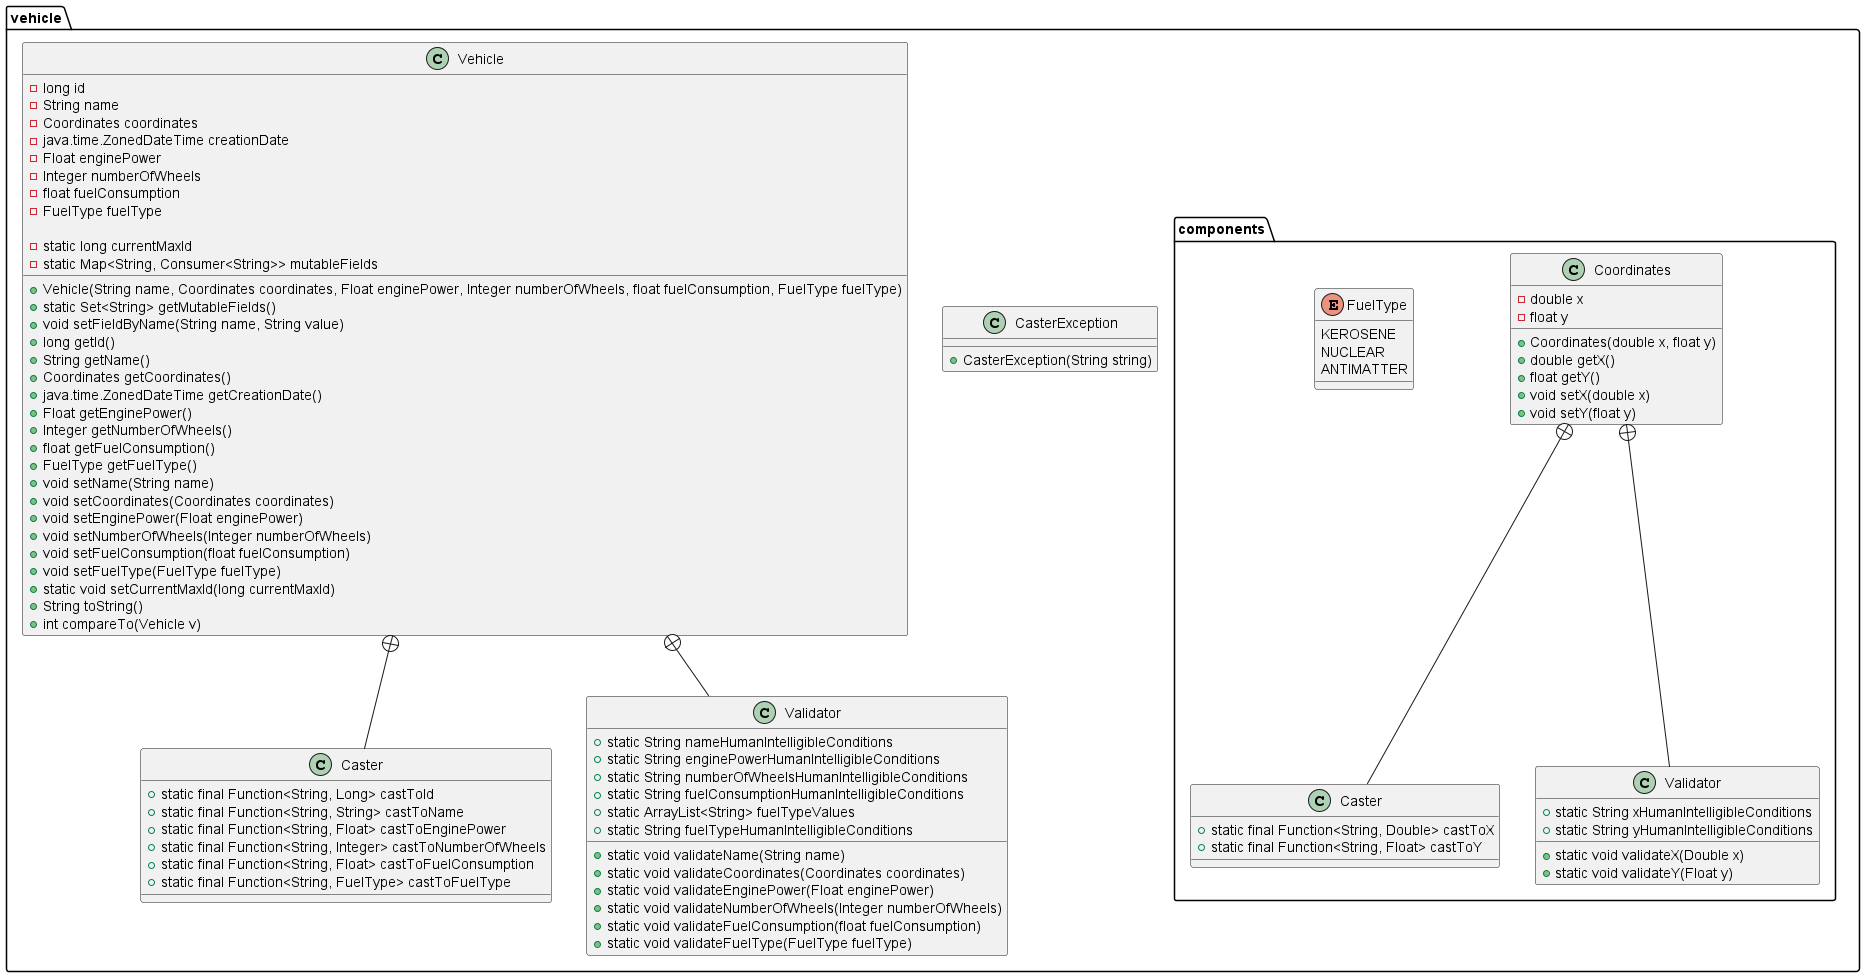 vehicle
C Vehicle
long id
String name
Coordinates coordinates
java.time.ZonedDateTime creationDate
Float enginePower
Integer numberOfWheels
float fuelConsumption
FuelType fuelType
static long currentMaxId
static Map<String, Consumer<String>> mutableFields
Vehicle(String name, Coordinates coordinates, Float enginePower, Integer numberOfWheels, float fuelConsumption, FuelType fuelType)
static Set<String> getMutableFields()
void setFieldByName(String name, String value)
long getId()
String getName()
Coordinates getCoordinates()
java.time.ZonedDateTime getCreationDate()
Float getEnginePower()
Integer getNumberOfWheels()
float getFuelConsumption()
FuelType getFuelType()
void setName(String name)
void setCoordinates(Coordinates coordinates)
void setEnginePower(Float enginePower)
void setNumberOfWheels(Integer numberOfWheels)
void setFuelConsumption(float fuelConsumption)
void setFuelType(FuelType fuelType)
static void setCurrentMaxId(long currentMaxId)
String toString()
int compareTo(Vehicle v)
C CasterException
CasterException(String string)
components
E FuelType
KEROSENE
NUCLEAR
ANTIMATTER
C Coordinates
double x
float y
Coordinates(double x, float y)
double getX()
float getY()
void setX(double x)
void setY(float y)
C Caster
static final Function<String, Long> castToId
static final Function<String, String> castToName
static final Function<String, Float> castToEnginePower
static final Function<String, Integer> castToNumberOfWheels
static final Function<String, Float> castToFuelConsumption
static final Function<String, FuelType> castToFuelType
C Validator
static String nameHumanIntelligibleConditions
static String enginePowerHumanIntelligibleConditions
static String numberOfWheelsHumanIntelligibleConditions
static String fuelConsumptionHumanIntelligibleConditions
static ArrayList<String> fuelTypeValues
static String fuelTypeHumanIntelligibleConditions
static void validateName(String name)
static void validateCoordinates(Coordinates coordinates)
static void validateEnginePower(Float enginePower)
static void validateNumberOfWheels(Integer numberOfWheels)
static void validateFuelConsumption(float fuelConsumption)
static void validateFuelType(FuelType fuelType)
C Caster
static final Function<String, Double> castToX
static final Function<String, Float> castToY
C Validator
static String xHumanIntelligibleConditions
static String yHumanIntelligibleConditions
static void validateX(Double x)
static void validateY(Float y)